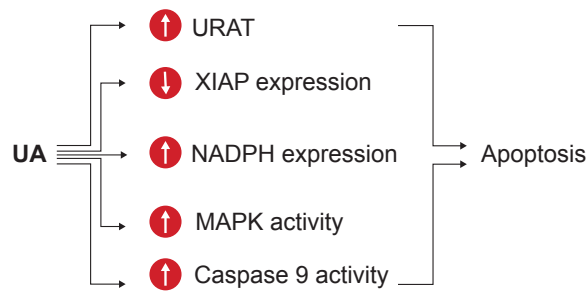 URAT
XIAP expression
UA
NADPH expression
Apoptosis
MAPK activity
Caspase 9 activity